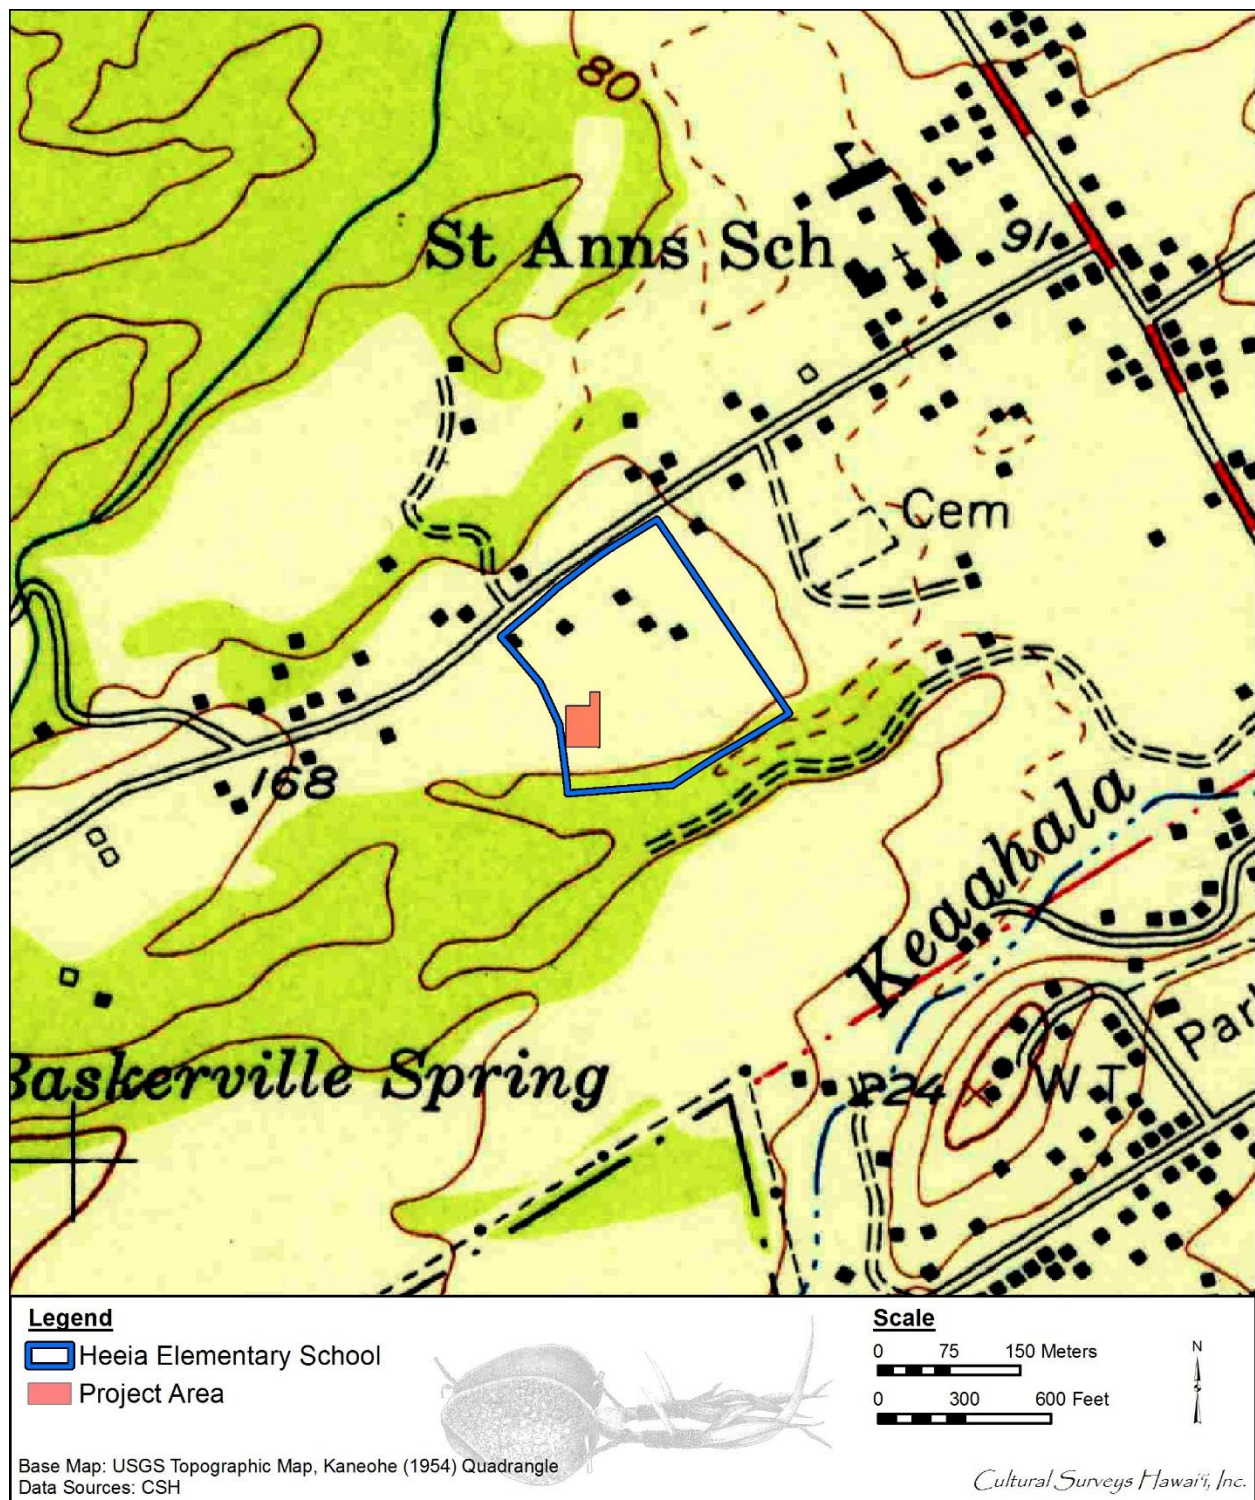 80
St Anns Sch
91
Cem
168
Keaahala
Baskerville Spring
224
WT
Par
Legend
Heeia Elementary School
Project Area
Scale
0 75 150 Meters
0 300 600 Feet
N
Base Map: USGS Topographic Map, Kaneohe (1954) Quadrangle
Data Sources: CSH
Cultural Surveys Hawai‘i, Inc.